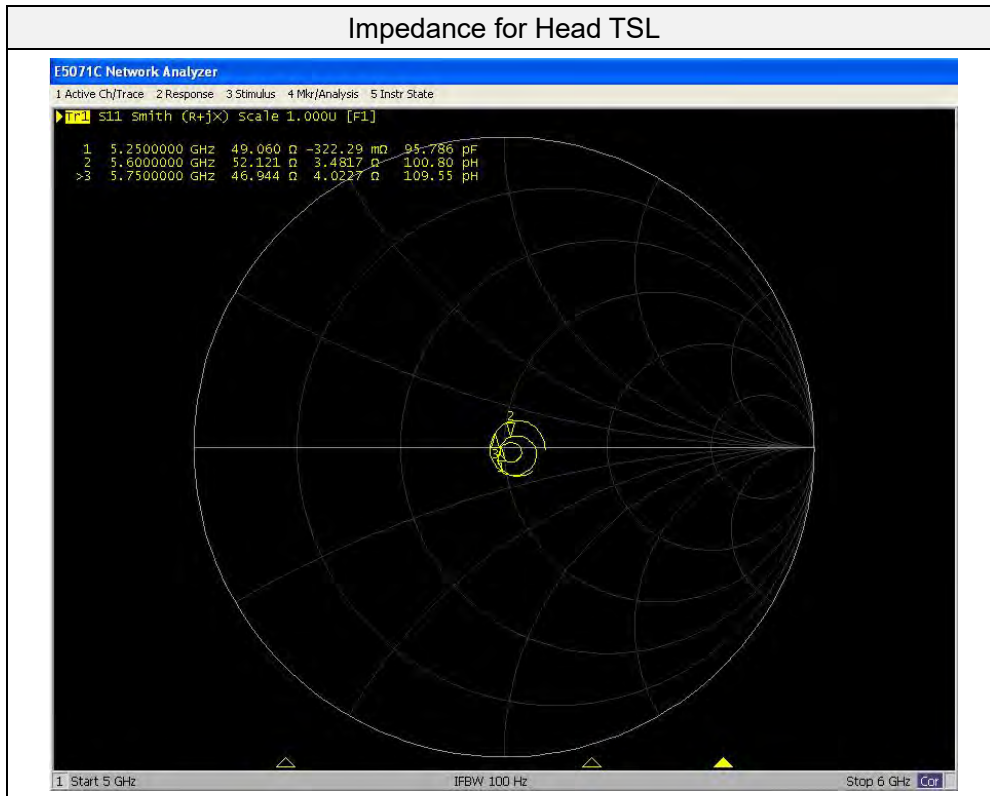 Impedance for Head TSL
E5071C Network Analyzer
1 Active Ch/Trace 2 Response 3 Stimulus 4 Mkr/Analysis 5 Instr State
Tr1 S11 Smith (R+jX) Scale 1.000U [F1]
1 5.2500000 GHz 49.060 Ω -322.29 mΩ 95.786 pF
2 5.6000000 GHz 52.121 Ω 3.4817 Ω 100.80 pH
>3 5.7500000 GHz 46.944 Ω 4.0227 Ω 109.55 pH
2
3
1 Start 5 GHz IFBW 100 Hz Stop 6 GHz Cor